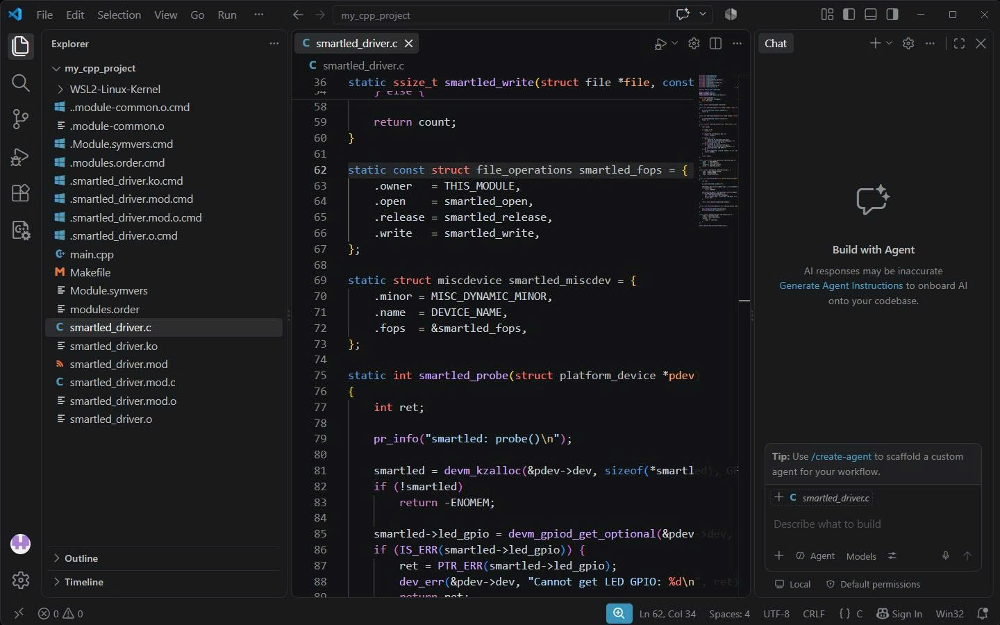 File Edit Selection View Go Run ···
my_cpp_project
Explorer
my_cpp_project
WSL2-Linux-Kernel
..module-common.o.cmd
.module-common.o
.Module.symvers.cmd
.modules.order.cmd
.smartled_driver.ko.cmd
.smartled_driver.mod.cmd
.smartled_driver.mod.o.cmd
.smartled_driver.o.cmd
main.cpp
Makefile
Module.symvers
modules.order
smartled_driver.c
smartled_driver.ko
smartled_driver.mod
smartled_driver.mod.c
smartled_driver.mod.o
smartled_driver.o
Outline
Timeline
C smartled_driver.c
C smartled_driver.c
36 static ssize_t smartled_write(struct file *file, const
54 } else {
58
59 return count;
60 }
61
62 static const struct file_operations smartled_fops = {
63 .owner = THIS_MODULE,
64 .open = smartled_open,
65 .release = smartled_release,
66 .write = smartled_write,
67 };
68
69 static struct miscdevice smartled_miscdev = {
70 .minor = MISC_DYNAMIC_MINOR,
71 .name = DEVICE_NAME,
72 .fops = &smartled_fops,
73 };
74
75 static int smartled_probe(struct platform_device *pdev
76 {
77 int ret;
78
79 pr_info("smartled: probe()\n");
80
81 smartled = devm_kzalloc(&pdev->dev, sizeof(*smartled), GF
82 if (!smartled)
83 return -ENOMEM;
84
85 smartled->led_gpio = devm_gpiod_get_optional(&pdev->dev,
86 if (IS_ERR(smartled->led_gpio)) {
87 ret = PTR_ERR(smartled->led_gpio);
88 dev_err(&pdev->dev, "Cannot get LED GPIO: %d\n", ret)
89 return ret;
Chat
Build with Agent
AI responses may be inaccurate
Generate Agent Instructions to onboard AI
onto your codebase.
Tip: Use /create-agent to scaffold a custom
agent for your workflow.
C smartled_driver.c
Describe what to build
Agent Models
Local Default permissions
0 0 Ln 62, Col 34 Spaces: 4 UTF-8 CRLF {} C Sign In Win32